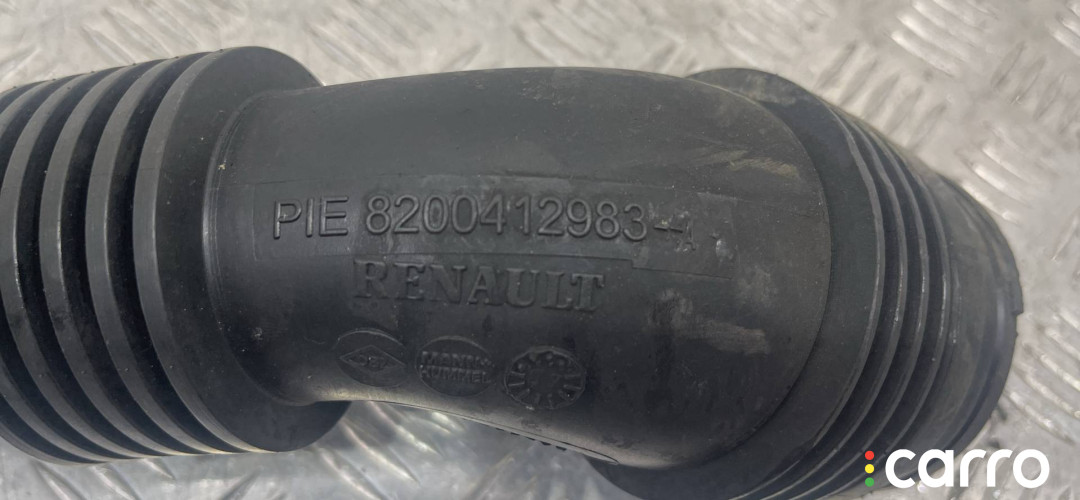 PIE 8200412983--A
RENAULT
MANN+
HUMMEL
carro